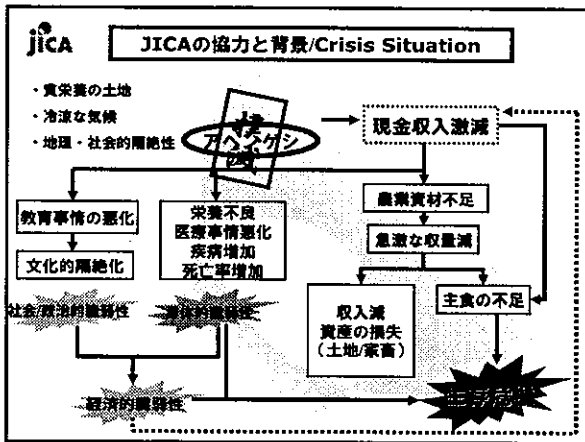 jICA
JICAの協力と背景/Crisis Situation
・貧栄養の土地
・冷涼な気候
・地理・社会的隔絶性
撲滅
アヘンケシ
現金収入激減
教育事情の悪化
文化的隔絶化
栄養不良
医療事情悪化
疾病増加
死亡率増加
農業資材不足
急激な収量減
収入減
資産の損失
(土地/家畜)
主食の不足
社会/政治的脆弱性
経済的脆弱性